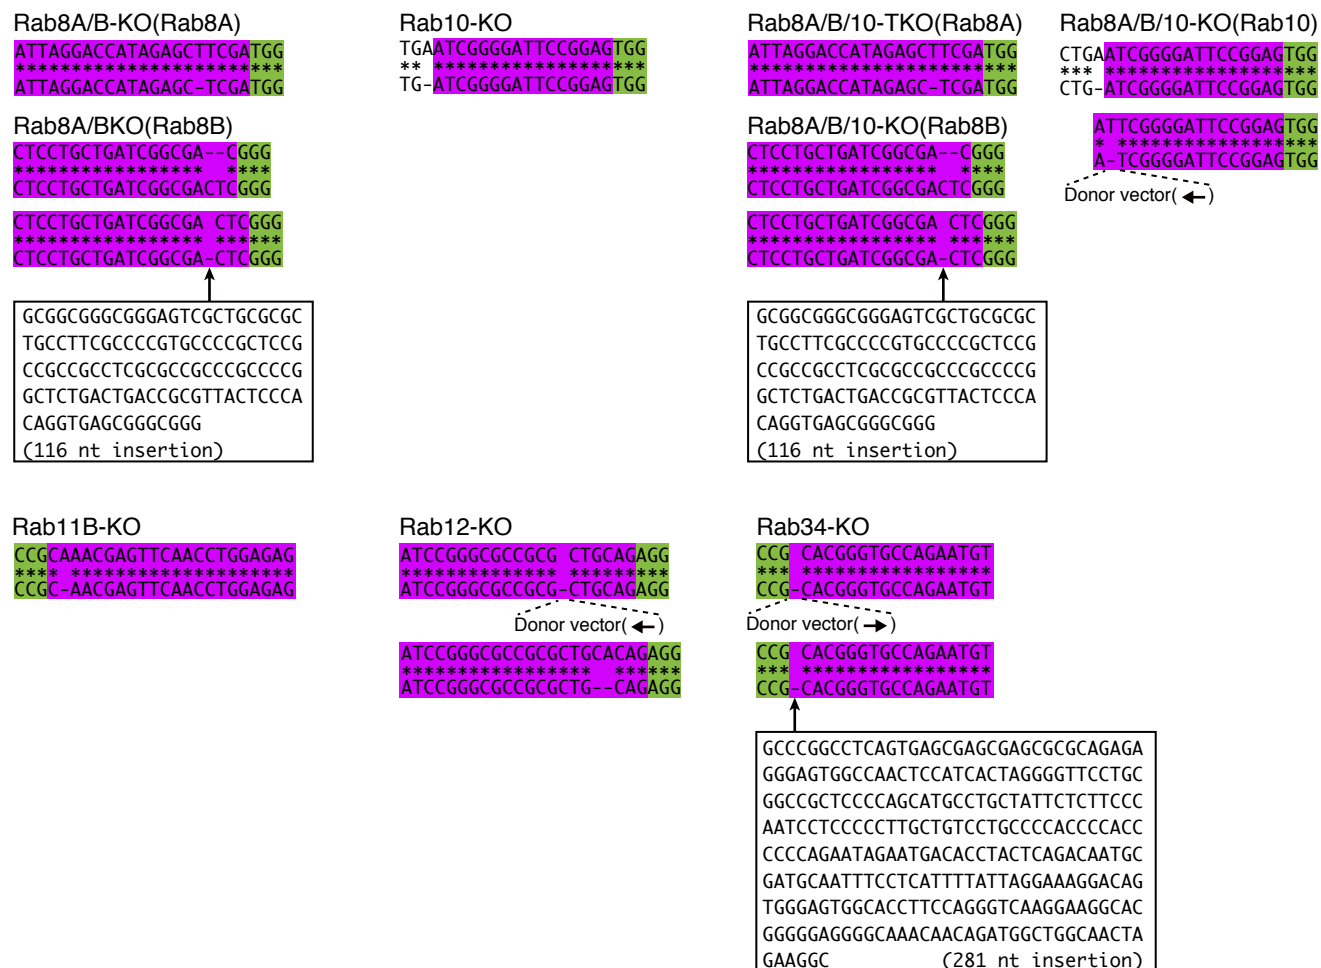 Rab8A/B-KO(Rab8A)
ATTAGGACCATAGAGCTTCGATGG
************************
ATTAGGACCATAGAGC-TCGATGG
Rab8A/BKO(Rab8B)
CTCCTGCTGATCGGCGA--CGGG
*****************  ****
CTCCTGCTGATCGGCGACTCGGG
CTCCTGCTGATCGGCGA CTCGGG
***************** ******
CTCCTGCTGATCGGCGA-CTCGGG
GCGGCGGGCGGGAGTCGCTGCGCGC
TGCCTTCGCCCCGTGCCCCGCTCCG
CCGCCGCCTCGCGCCGCCCGCCCCG
GCTCTGACTGACCGCGTTACTCCCA
CAGGTGAGCGGGCGGG
(116 nt insertion)
Rab10-KO
TGAATCGGGGATTCCGGAGTGG
** *******************
TG-ATCGGGGATTCCGGAGTGG
Rab8A/B/10-TKO(Rab8A)
ATTAGGACCATAGAGCTTCGATGG
************************
ATTAGGACCATAGAGC-TCGATGG
Rab8A/B/10-KO(Rab8B)
CTCCTGCTGATCGGCGA--CGGG
*****************  ****
CTCCTGCTGATCGGCGACTCGGG
CTCCTGCTGATCGGCGA CTCGGG
***************** ******
CTCCTGCTGATCGGCGA-CTCGGG
GCGGCGGGCGGGAGTCGCTGCGCGC
TGCCTTCGCCCCGTGCCCCGCTCCG
CCGCCGCCTCGCGCCGCCCGCCCCG
GCTCTGACTGACCGCGTTACTCCCA
CAGGTGAGCGGGCGGG
(116 nt insertion)
Rab8A/B/10-KO(Rab10)
CTGAATCGGGGATTCCGGAGTGG
*** *******************
CTG-ATCGGGGATTCCGGAGTGG
ATTCGGGGATTCCGGAGTGG
* ******************
A-TCGGGGATTCCGGAGTGG
Donor vector(←)
Rab11B-KO
CCGCAAACGAGTTCAACCTGGAGAG
**** ********************
CCGC-AACGAGTTCAACCTGGAGAG
Rab12-KO
ATCCGGGCGCCGCG CTGCAGAGG
************** *********
ATCCGGGCGCCGCG-CTGCAGAGG
Donor vector(←)
ATCCGGGCGCCGCGCTGCACAGAGG
*****************  ******
ATCCGGGCGCCGCGCTG--CAGAGG
Rab34-KO
CCG CACGGGTGCCAGAATGT
*** *****************
CCG-CACGGGTGCCAGAATGT
Donor vector(→)
CCG CACGGGTGCCAGAATGT
*** *****************
CCG-CACGGGTGCCAGAATGT
GCCCGGCCTCAGTGAGCGAGCGAGCGCGCAGAGA
GGGAGTGGCCAACTCCATCACTAGGGGTTCCTGC
GGCCGCTCCCCAGCATGCCTGCTATTCTCTTCCC
AATCCTCCCCCTTGCTGTCCTGCCCCACCCCACC
CCCCAGAATAGAATGACACCTACTCAGACAATGC
GATGCAATTTCCTCATTTTATTAGGAAAGGACAG
TGGGAGTGGCACCTTCCAGGGTCAAGGAAGGCAC
GGGGGAGGGGCAAACAACAGATGGCTGGCAACTA
GAAGGC (281 nt insertion)